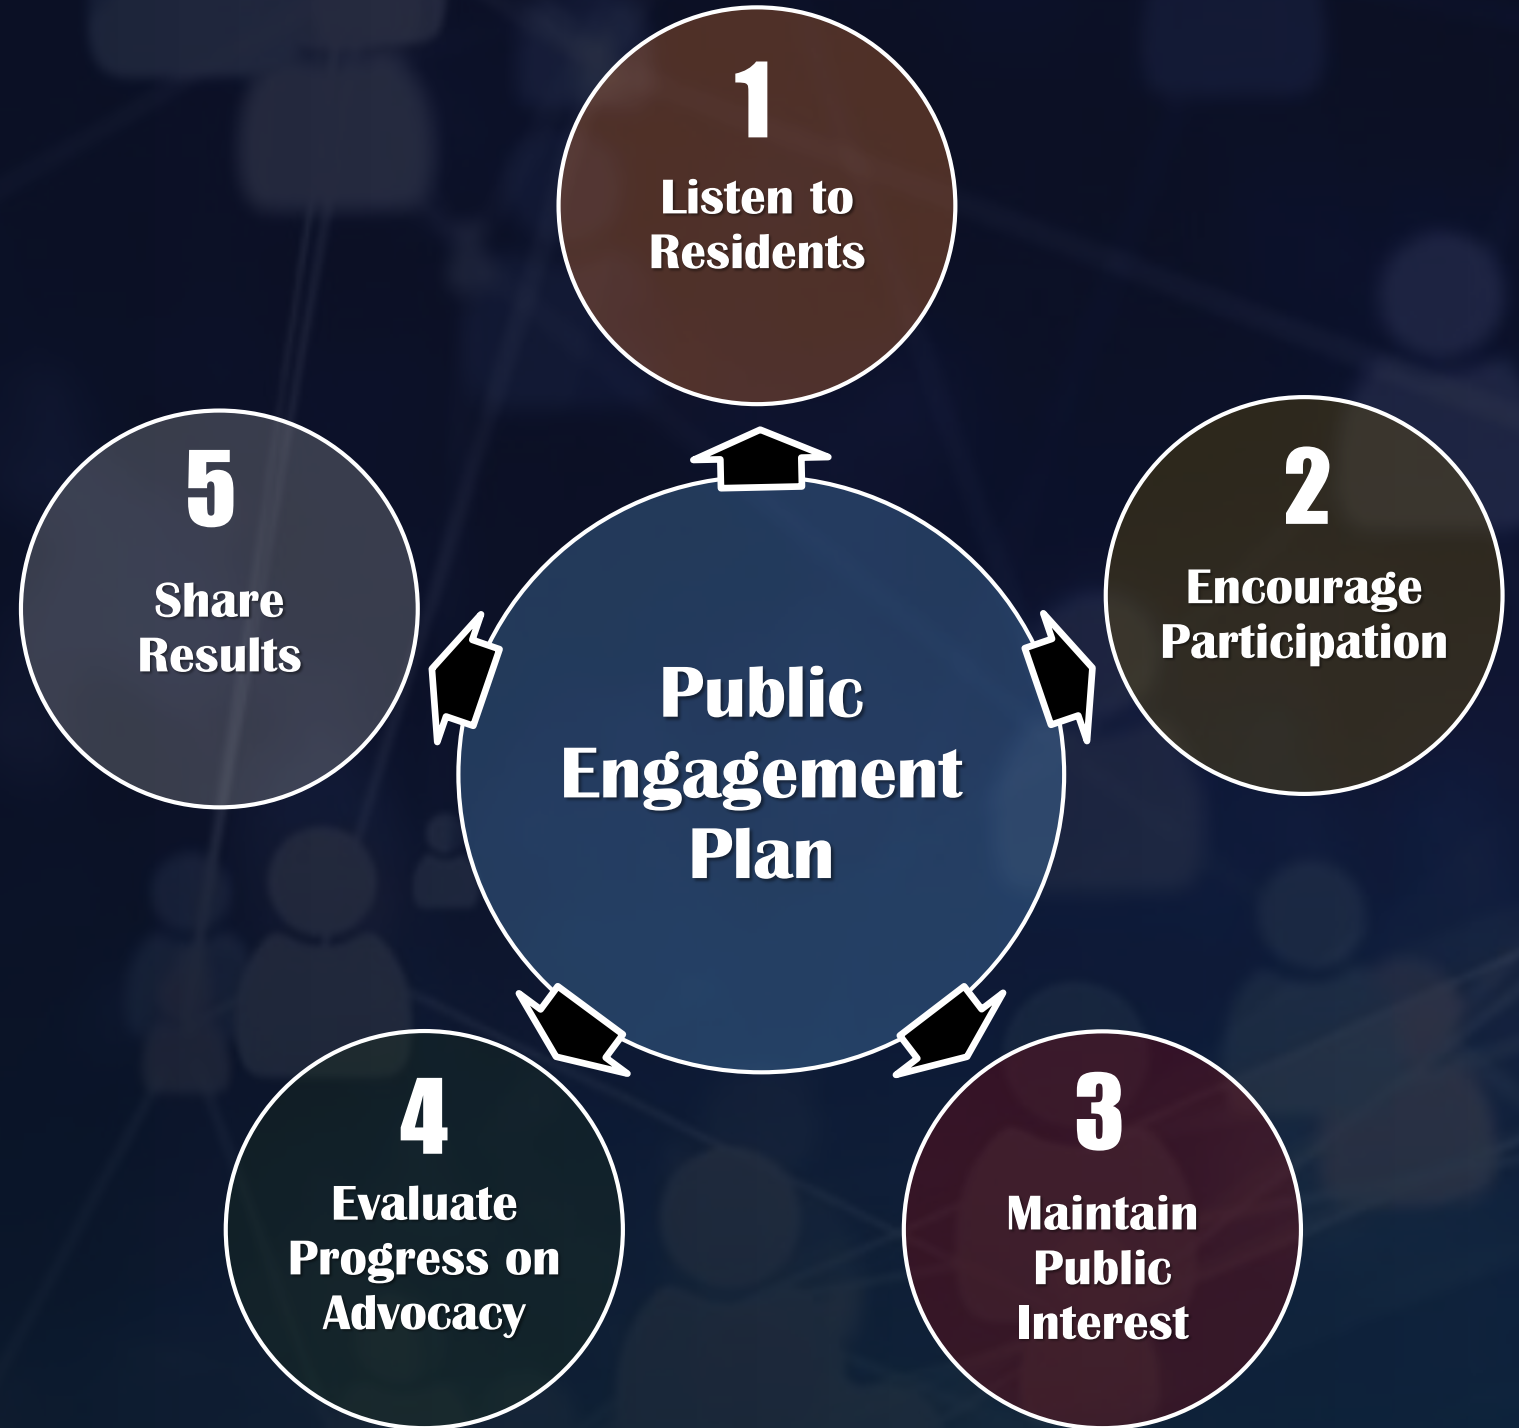 1
Listen to
Residents
2
Encourage
Participation
3
Maintain
Public
Interest
4
Evaluate
Progress on
Advocacy
5
Share
Results
Public
Engagement
Plan